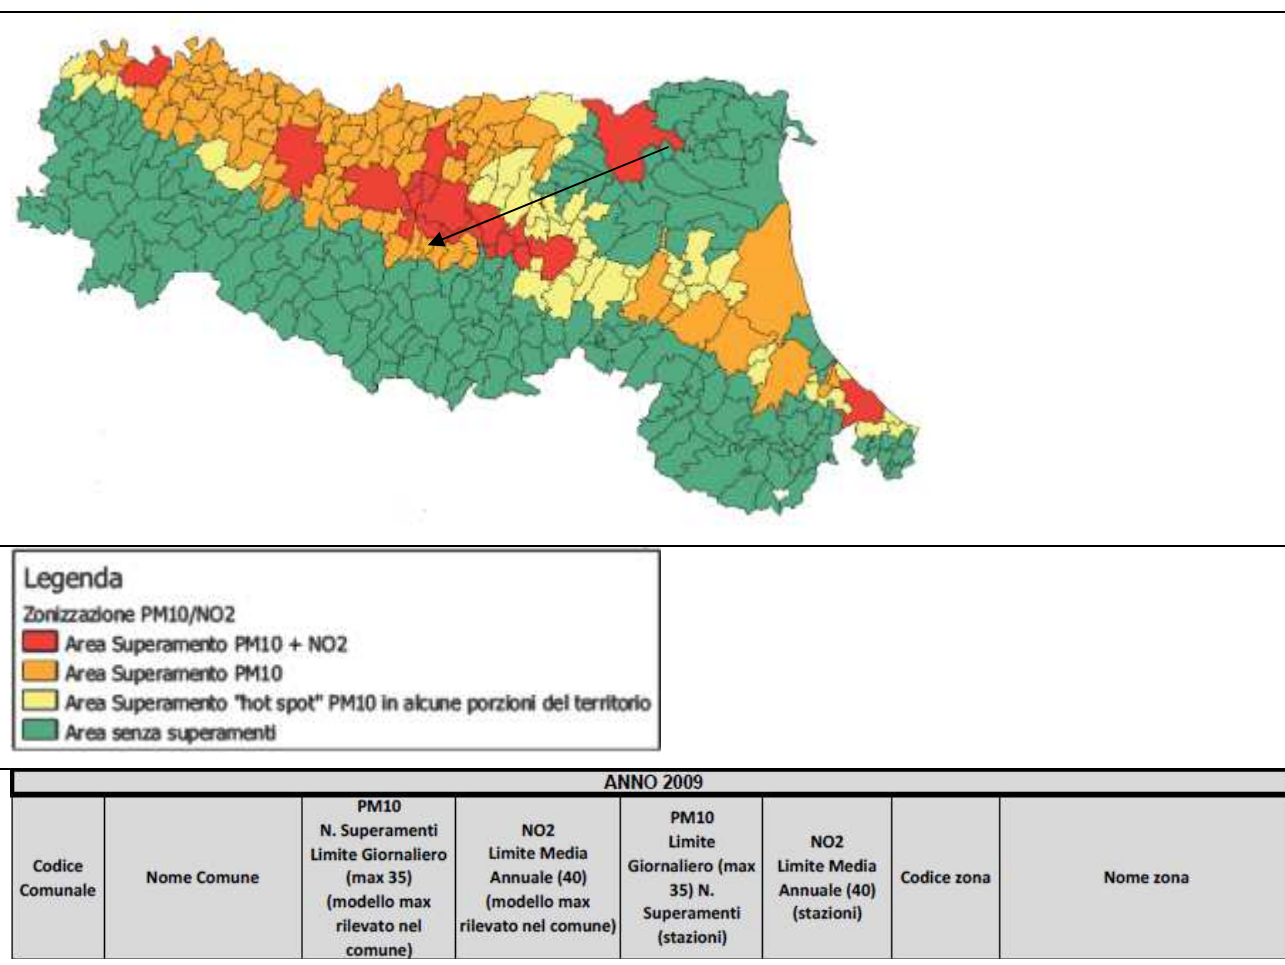 Legenda
Zonizzazione PM10/NO2
Area Superamento PM10 + NO2
Area Superamento PM10
Area Superamento "hot spot" PM10 in alcune porzioni del territorio
Area senza superamenti
ANNO 2009
Codice
Comunale
Nome Comune
PM10
N. Superamenti
Limite Giornaliero
(max 35)
(modello max
rilevato nel
comune)
NO2
Limite Media
Annuale (40)
(modello max
rilevato nel comune)
PM10
Limite
Giornaliero (max
35) N.
Superamenti
(stazioni)
NO2
Limite Media
Annuale (40)
(stazioni)
Codice zona
Nome zona